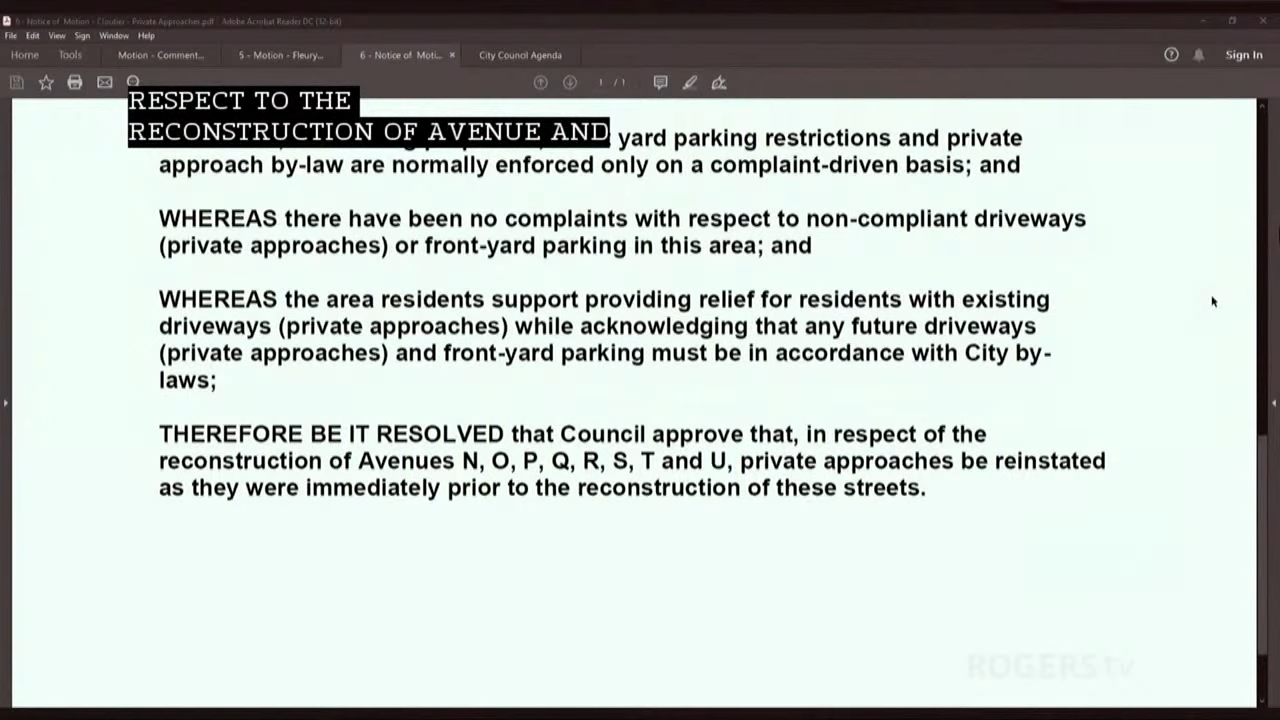 6 - Notice of Motion - Cloutier - Private Approaches.pdf - Adobe Acrobat Reader DC (32-bit)
File Edit View Sign Window Help
Home Tools Motion - Comment... 5 - Motion - Fleury... 6 - Notice of Moti... × City Council Agenda Sign In
1 / 1
RESPECT TO THE
RECONSTRUCTION OF AVENUE AND
yard parking restrictions and private
approach by-law are normally enforced only on a complaint-driven basis; and
WHEREAS there have been no complaints with respect to non-compliant driveways
(private approaches) or front-yard parking in this area; and
WHEREAS the area residents support providing relief for residents with existing
driveways (private approaches) while acknowledging that any future driveways
(private approaches) and front-yard parking must be in accordance with City by-
laws;
THEREFORE BE IT RESOLVED that Council approve that, in respect of the
reconstruction of Avenues N, O, P, Q, R, S, T and U, private approaches be reinstated
as they were immediately prior to the reconstruction of these streets.
ROGERStv